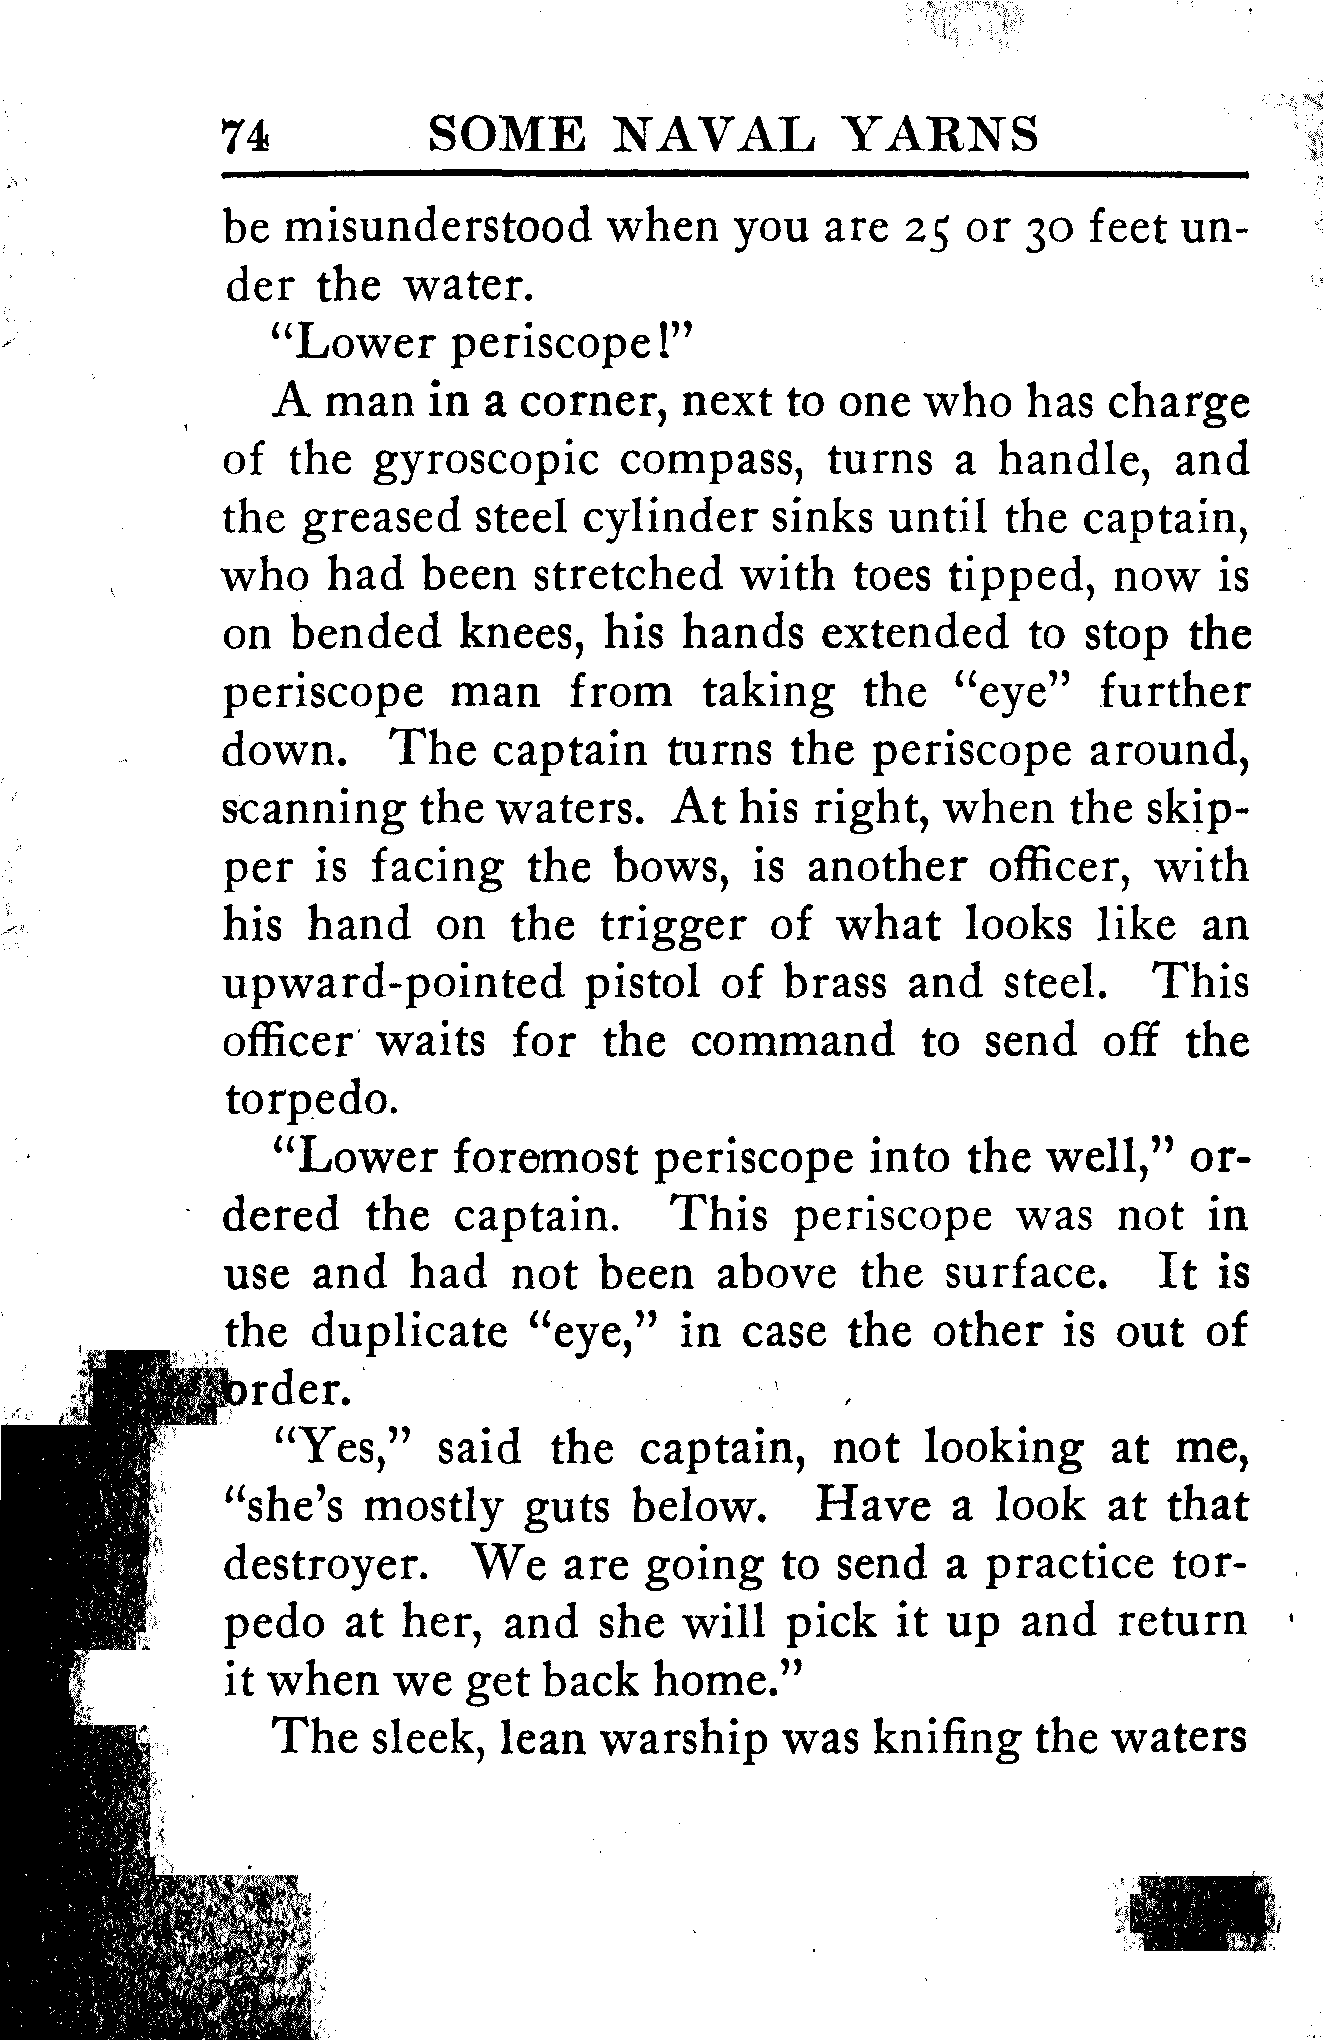 74 SOME NAVAL YARNS
be misunderstood when you are 25 or 30 feet un-
der the water.
“Lower periscope!”
A man in a corner, next to one who has charge
of the gyroscopic compass, turns a handle, and
the greased steel cylinder sinks until the captain,
who had been stretched with toes tipped, now is
on bended knees, his hands extended to stop the
periscope man from taking the “eye” further
down. The captain turns the periscope around,
scanning the waters. At his right, when the skip-
per is facing the bows, is another officer, with
his hand on the trigger of what looks like an
upward-pointed pistol of brass and steel. This
officer waits for the command to send off the
torpedo.
“Lower foremost periscope into the well,” or-
dered the captain. This periscope was not in
use and had not been above the surface. It is
the duplicate “eye,” in case the other is out of
order.
“Yes,” said the captain, not looking at me,
“she’s mostly guts below. Have a look at that
destroyer. We are going to send a practice tor-
pedo at her, and she will pick it up and return
it when we get back home.”
The sleek, lean warship was knifing the waters